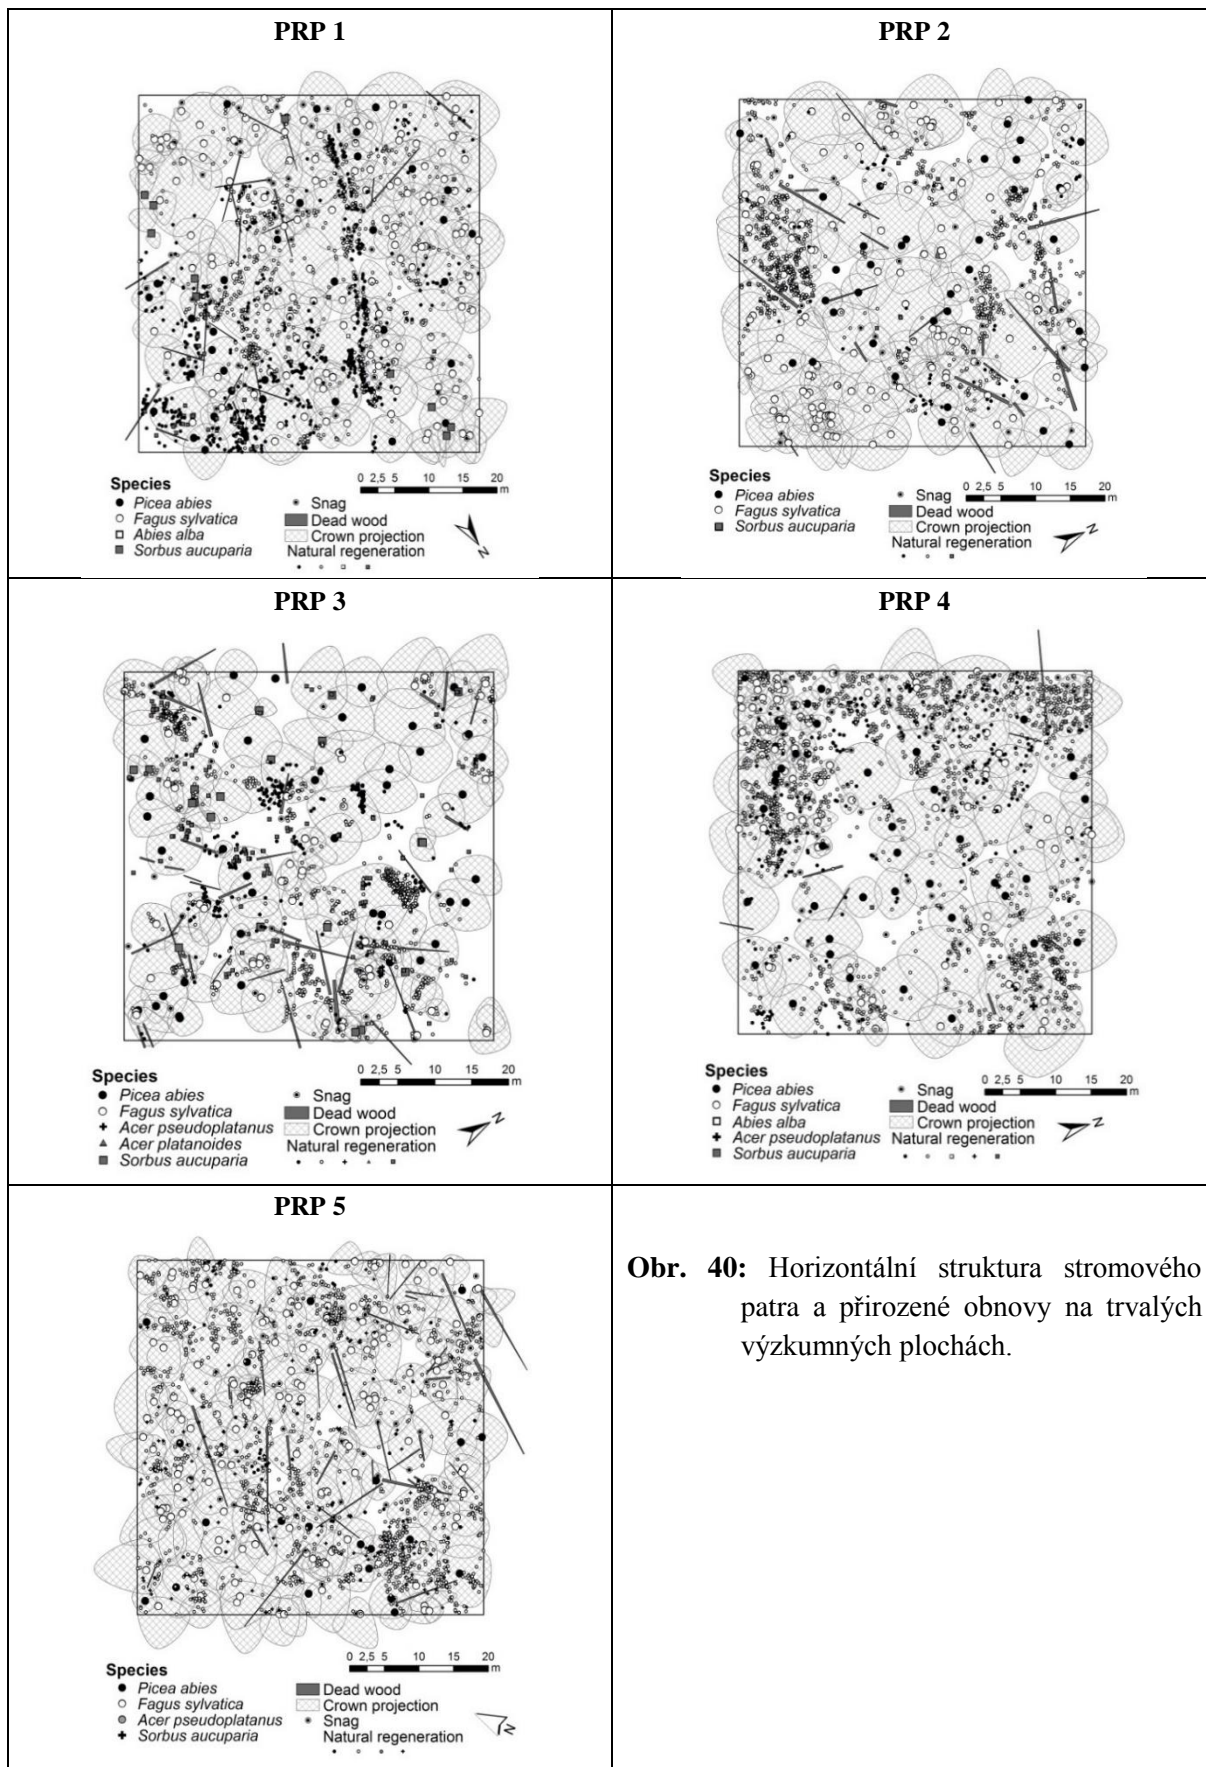 PRP 1
Species
Picea abies
Fagus sylvatica
Abies alba
Sorbus aucuparia
Snag
Dead wood
Crown projection
Natural regeneration
0 2,5 5 10 15 20
m
N
PRP 2
Species
Picea abies
Fagus sylvatica
Sorbus aucuparia
Snag
Dead wood
Crown projection
Natural regeneration
0 2,5 5 10 15 20
m
N
PRP 3
Species
Picea abies
Fagus sylvatica
Acer pseudoplatanus
Acer platanoides
Sorbus aucuparia
Snag
Dead wood
Crown projection
Natural regeneration
0 2,5 5 10 15 20
m
N
PRP 4
Species
Picea abies
Fagus sylvatica
Abies alba
Acer pseudoplatanus
Sorbus aucuparia
Snag
Dead wood
Crown projection
Natural regeneration
0 2,5 5 10 15 20
m
N
PRP 5
Species
Picea abies
Fagus sylvatica
Acer pseudoplatanus
Sorbus aucuparia
Dead wood
Crown projection
Snag
Natural regeneration
0 2,5 5 10 15 20
m
N
Obr. 40: Horizontální struktura stromového
patra a přirozené obnovy na trvalých
výzkumných plochách.